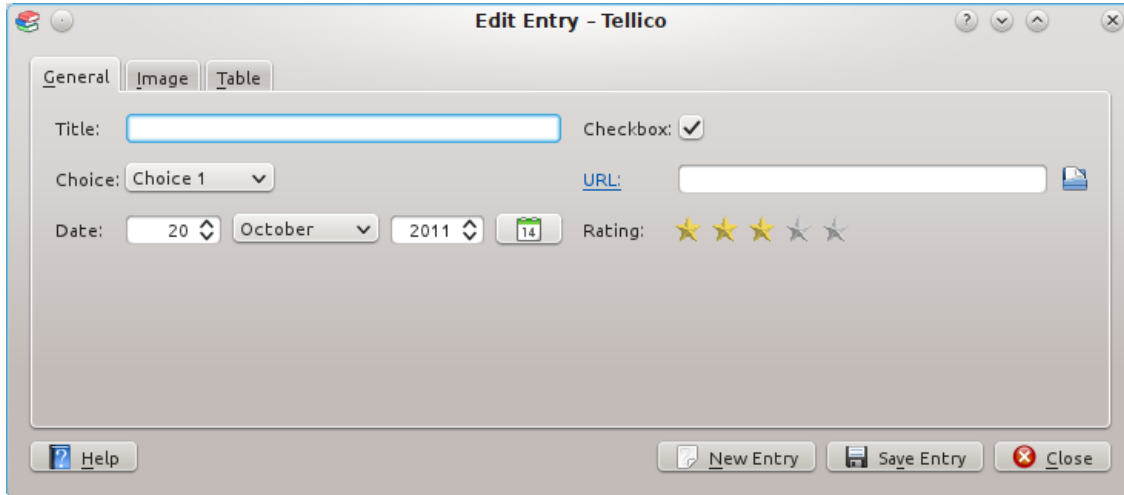 Edit Entry – Tellico
General Image Table
Title: Checkbox:
Choice: Choice 1 URL:
Date: 20 October 2011 14 Rating:
Help New Entry Save Entry Close